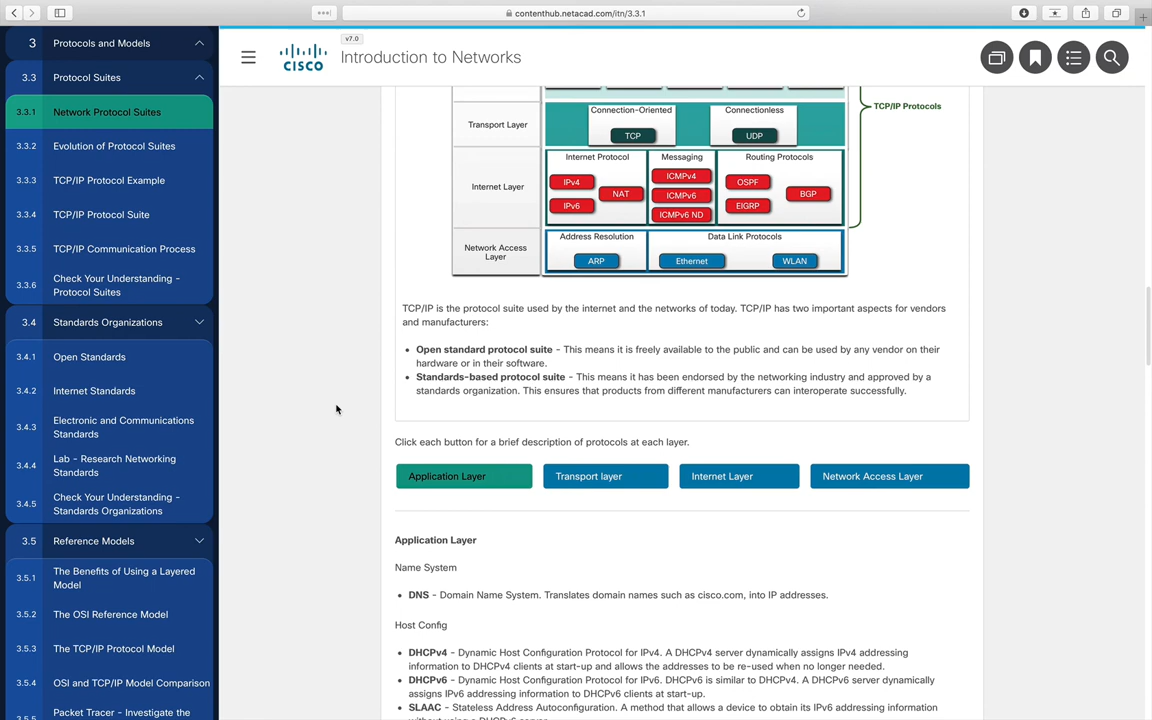 contenthub.netacad.com/itn/3.3.1
3 Protocols and Models
3.3 Protocol Suites
3.3.1 Network Protocol Suites
3.3.2 Evolution of Protocol Suites
3.3.3 TCP/IP Protocol Example
3.3.4 TCP/IP Protocol Suite
3.3.5 TCP/IP Communication Process
3.3.6 Check Your Understanding -
Protocol Suites
3.4 Standards Organizations
3.4.1 Open Standards
3.4.2 Internet Standards
3.4.3 Electronic and Communications
Standards
3.4.4 Lab - Research Networking
Standards
3.4.5 Check Your Understanding -
Standards Organizations
3.5 Reference Models
3.5.1 The Benefits of Using a Layered
Model
3.5.2 The OSI Reference Model
3.5.3 The TCP/IP Protocol Model
3.5.4 OSI and TCP/IP Model Comparison
3.5.5 Packet Tracer - Investigate the
CISCO
v7.0
Introduction to Networks
TCP/IP Protocols
Transport Layer
Connection-Oriented
TCP
Connectionless
UDP
Internet Layer
Internet Protocol
IPv4
NAT
IPv6
Messaging
ICMPv4
ICMPv6
ICMPv6 ND
Routing Protocols
OSPF
BGP
EIGRP
Network Access
Layer
Address Resolution
ARP
Data Link Protocols
Ethernet
WLAN
TCP/IP is the protocol suite used by the internet and the networks of today. TCP/IP has two important aspects for vendors
and manufacturers:
• Open standard protocol suite - This means it is freely available to the public and can be used by any vendor on their
hardware or in their software.
• Standards-based protocol suite - This means it has been endorsed by the networking industry and approved by a
standards organization. This ensures that products from different manufacturers can interoperate successfully.
Click each button for a brief description of protocols at each layer.
Application Layer
Transport layer
Internet Layer
Network Access Layer
Application Layer
Name System
• DNS - Domain Name System. Translates domain names such as cisco.com, into IP addresses.
Host Config
• DHCPv4 - Dynamic Host Configuration Protocol for IPv4. A DHCPv4 server dynamically assigns IPv4 addressing
information to DHCPv4 clients at start-up and allows the addresses to be re-used when no longer needed.
• DHCPv6 - Dynamic Host Configuration Protocol for IPv6. DHCPv6 is similar to DHCPv4. A DHCPv6 server dynamically
assigns IPv6 addressing information to DHCPv6 clients at start-up.
• SLAAC - Stateless Address Autoconfiguration. A method that allows a device to obtain its IPv6 addressing information
without using a DHCPv6 server.